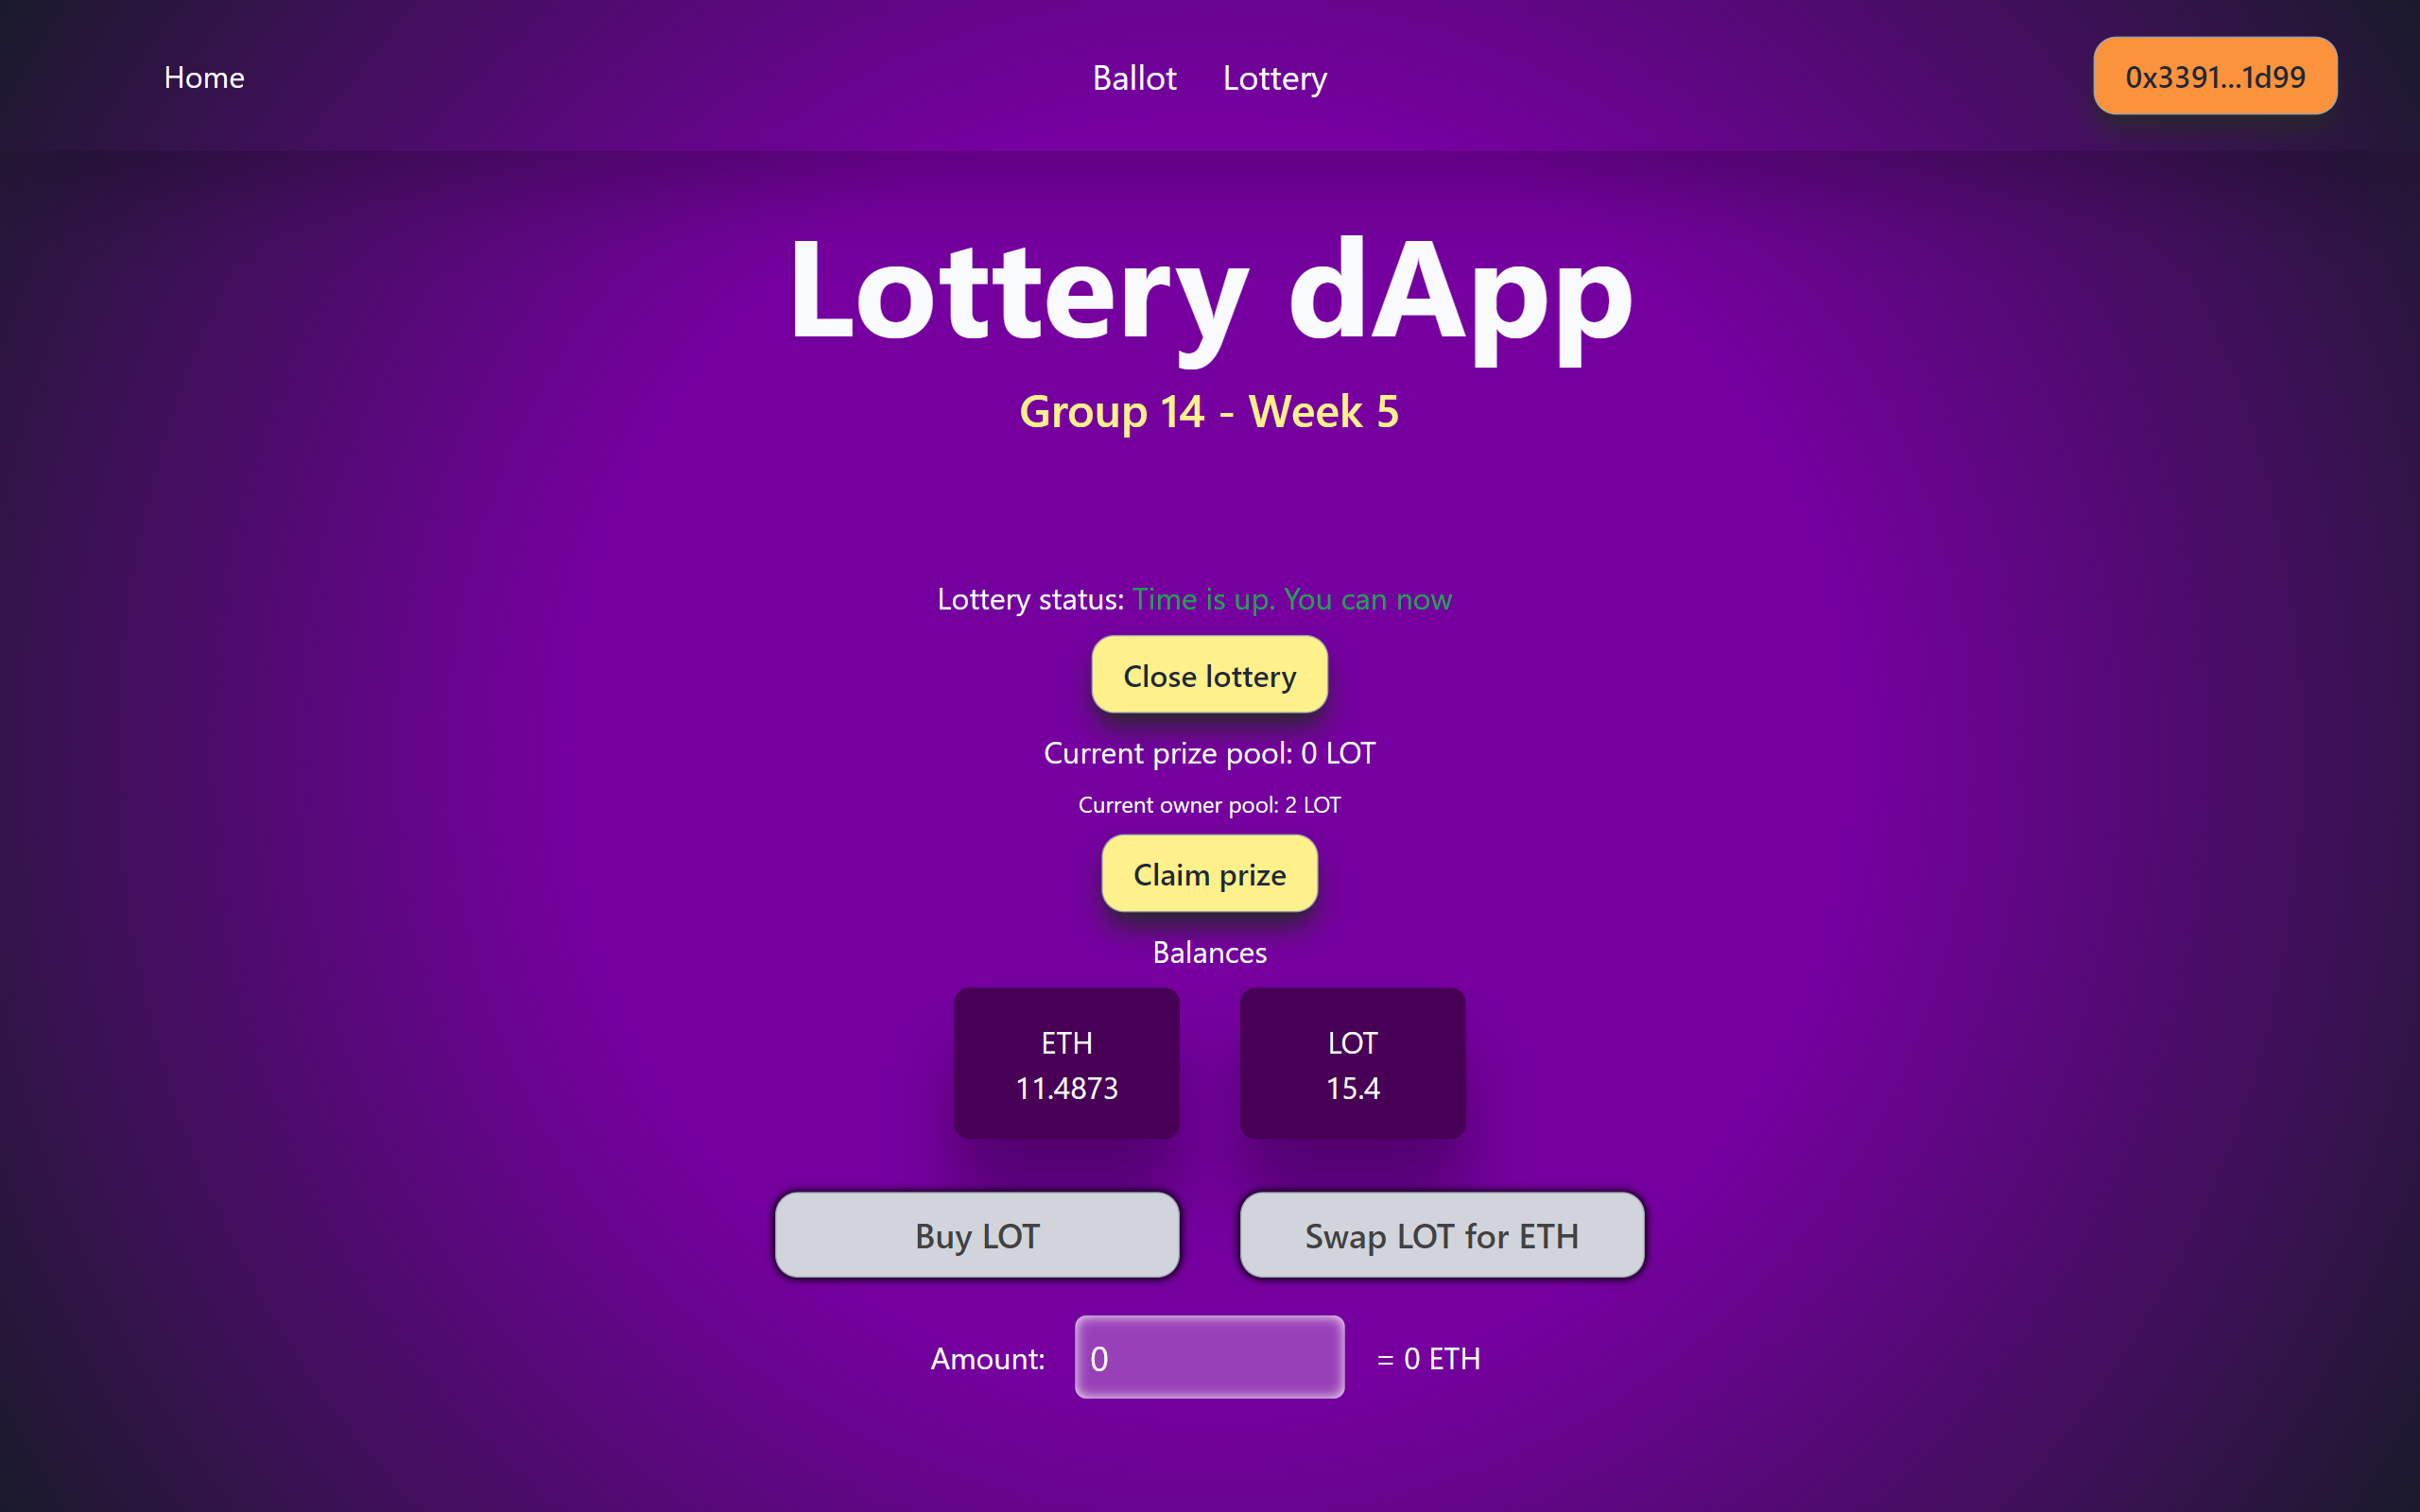 Home
Ballot
Lottery
0x3391...1d99
Lottery dApp
Group 14 - Week 5
Lottery status: Time is up. You can now
Close lottery
Current prize pool: 0 LOT
Current owner pool: 2 LOT
Claim prize
Balances
ETH
11.4873
LOT
15.4
Buy LOT
Swap LOT for ETH
Amount:
0
= 0 ETH